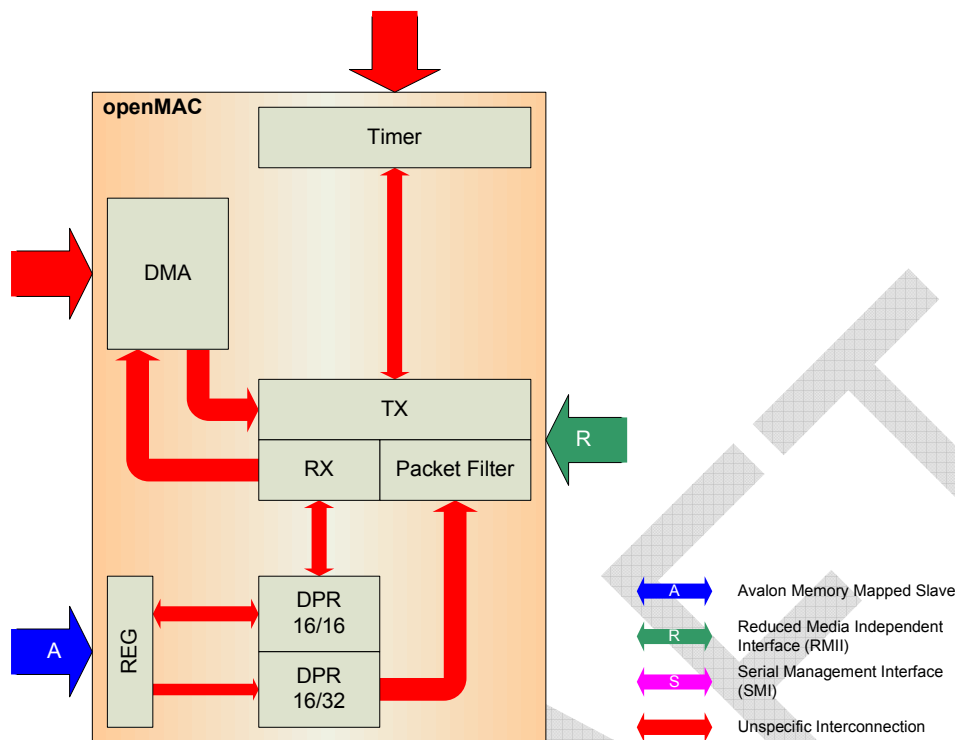 openMAC
Timer
DMA
TX
R
RX
Packet Filter
DPR
16/16
REG
A
DPR
16/32
A
Avalon Memory Mapped Slave
R
Reduced Media Independent
Interface (RMII)
S
Serial Management Interface
(SMI)
Unspecific Interconnection